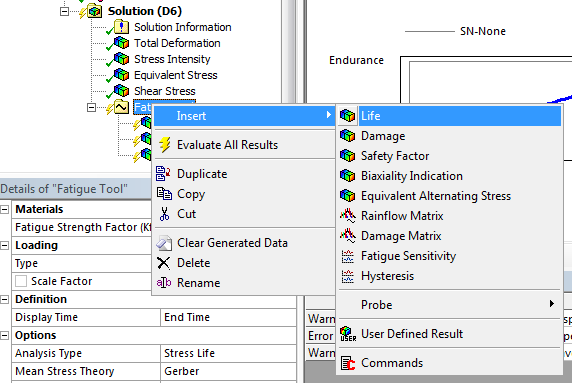 Solution (D6)
Solution Information
Total Deformation
Stress Intensity
Equivalent Stress
Shear Stress
SN-None
Endurance
Insert
Evaluate All Results
Duplicate
Copy
Cut
Clear Generated Data
Delete
Rename
Life
Damage
Safety Factor
Biaxiality Indication
Equivalent Alternating Stress
Rainflow Matrix
Damage Matrix
Fatigue Sensitivity
Hysteresis
Probe
USER User Defined Result
Commands
Details of "Fatigue Tool"
Materials
Fatigue Strength Factor (Kf
Loading
Type
Scale Factor
Definition
Display Time End Time
Options
Analysis Type Stress Life
Mean Stress Theory Gerber
Warn
Error
Warn